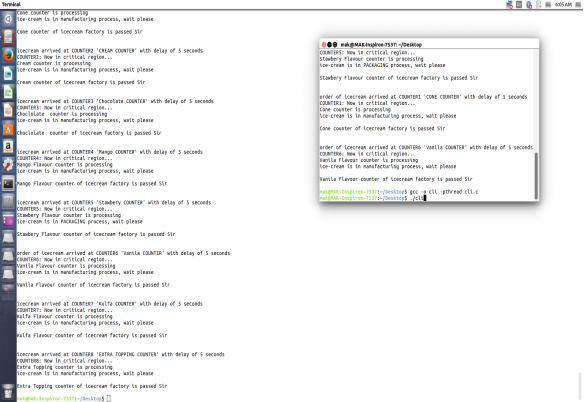 Terminal
6:05 AM
Cone counter is processing
ice-cream is in manufacturing process, wait please
Cone counter of icecream factory is passed Sir
icecream arrived at COUNTER2 'CREAM COUNTER' with delay of 5 seconds
COUNTER2: Now in critical region...
Cream counter is processing
ice-cream is in manufacturing process, wait please
Cream counter of icecream factory is passed Sir
icecream arrived at COUNTER3 'Chocolate COUNTER' with delay of 5 seconds
COUNTER3: Now in critical region...
Choclolate  counter is processing
ice-cream is in manufacturing process, wait please
Choclolate  counter of icecream factory is passed Sir
icecream arrived at COUNTER4 'Mango COUNTER' with delay of 5 seconds
COUNTER4: Now in critical region...
Mango Flavour counter is processing
ice-cream is in manufacturing process, wait please
Mango Flavour counter of icecream factory is passed Sir
icecream arrived at COUNTER5 'Stawbery COUNTER' with delay of 5 seconds
COUNTER5: Now in critical region...
Stawbery Flavour counter is processing
ice-cream is in PACKAGING process, wait please
Stawbery Flavour counter of icecream factory is passed Sir
order of icecream arrived at COUNTER6 'Vanila COUNTER' with delay of 5 seconds
COUNTER6: Now in critical region...
Vanila Flavour counter is processing
ice-cream is in manufacturing process, wait please
Vanilla Flavour counter of icecream factory is passed Sir
icecream arrived at COUNTER7 'Kulfa COUNTER' with delay of 5 seconds
COUNTER7: Now in critical region...
Kulfa Flavour counter is processing
ice-cream is in manufacturing process, wait please
Kulfa Flavour counter of icecream factory is passed Sir
icecream arrived at COUNTER8 'EXTRA TOPPING COUNTER' with delay of 5 seconds
COUNTER8: Now in critical region...
Extra Topping counter is processing
ice-cream is in manufacturing process, wait please
Extra Topping counter of icecream factory is passed Sir
mak@MAK-Inspiron-7537:~/Desktop$
mak@MAK-Inspiron-7537: ~/Desktop
COUNTER5: Now in critical region...
Stawbery Flavour counter is processing
ice-cream is in PACKAGING process, wait please
Stawbery Flavour counter of icecream factory is passed Sir
order of icecream arrived at COUNTER1 'CONE COUNTER' with delay of 5 seconds
COUNTER1: Now in critical region...
Cone counter is processing
ice-cream is in manufacturing process, wait please
Cone counter of icecream factory is passed Sir
order of icecream arrived at COUNTER6 'Vanila COUNTER' with delay of 5 seconds
COUNTER6: Now in critical region...
Vanila Flavour counter is processing
ice-cream is in manufacturing process, wait please
Vanila Flavour counter of icecream factory is passed Sir
mak@MAK-Inspiron-7537:~/Desktop$ gcc -o cli -pthread cli.c
mak@MAK-Inspiron-7537:~/Desktop$ ./cli